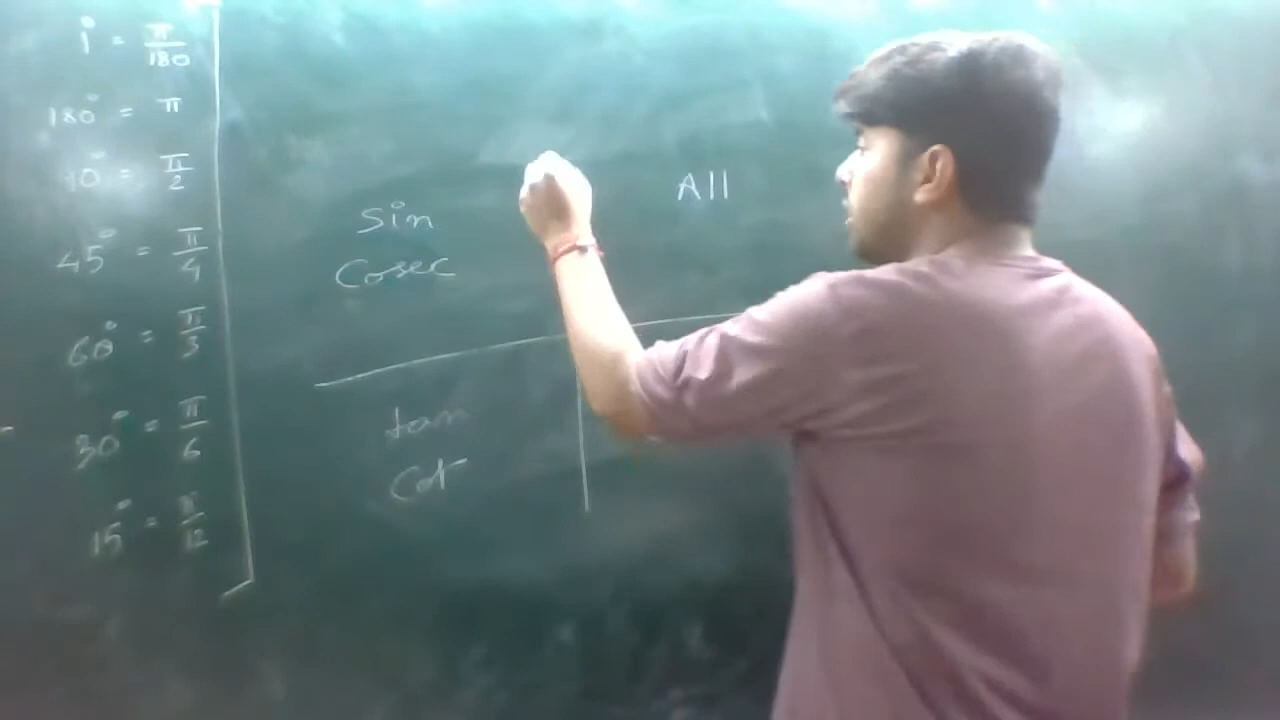 1° = π/180
180° = π
90° = π/2
45° = π/4
60° = π/3
30° = π/6
15° = π/12
Sin
Cosec
All
tan
Cot